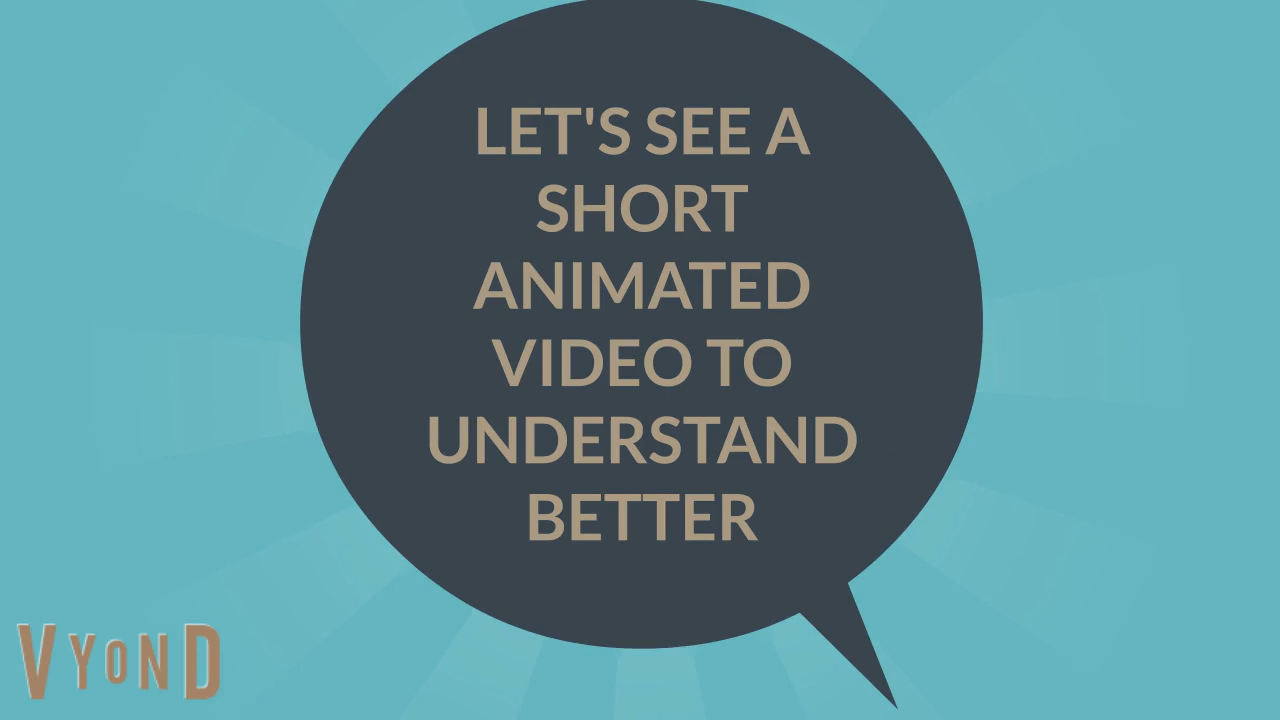 LET'S SEE A
SHORT
ANIMATED
VIDEO TO
UNDERSTAND
BETTER
VYOND